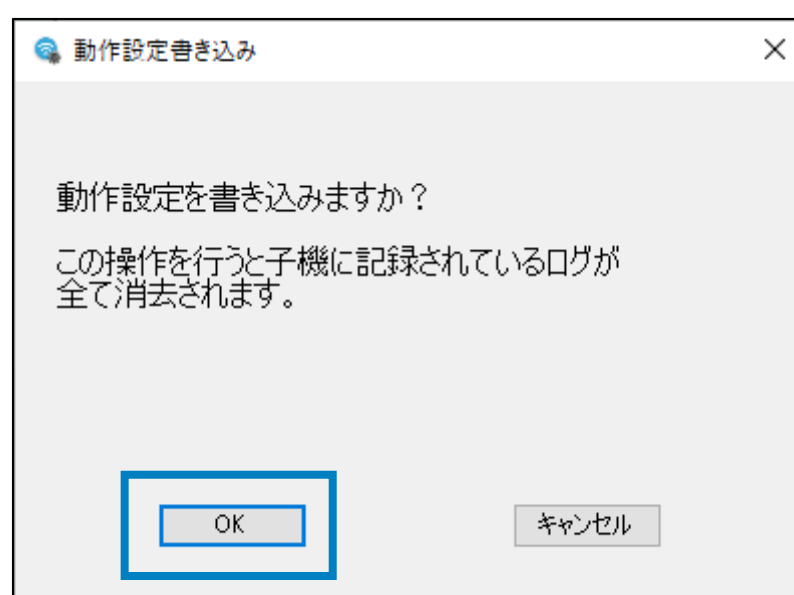 動作設定書き込み
動作設定を書き込みますか？
この操作を行うと子機に記録されているログが
全て消去されます。
OK
キャンセル